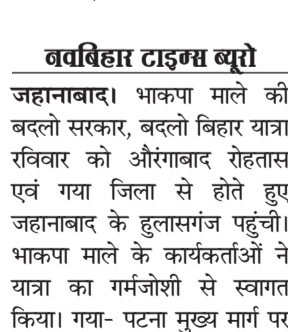 नवबिहार टाइम्स ब्यूरो
जहानाबाद। भाकपा माले की
बदलो सरकार, बदलो बिहार यात्रा
रविवार को औरंगाबाद रोहतास
एवं गया जिला से होते हुए
जहानाबाद के हुलासगंज पहुंची।
भाकपा माले के कार्यकर्ताओं ने
यात्रा का गर्मजोशी से स्वागत
किया। गया- पटना मुख्य मार्ग पर